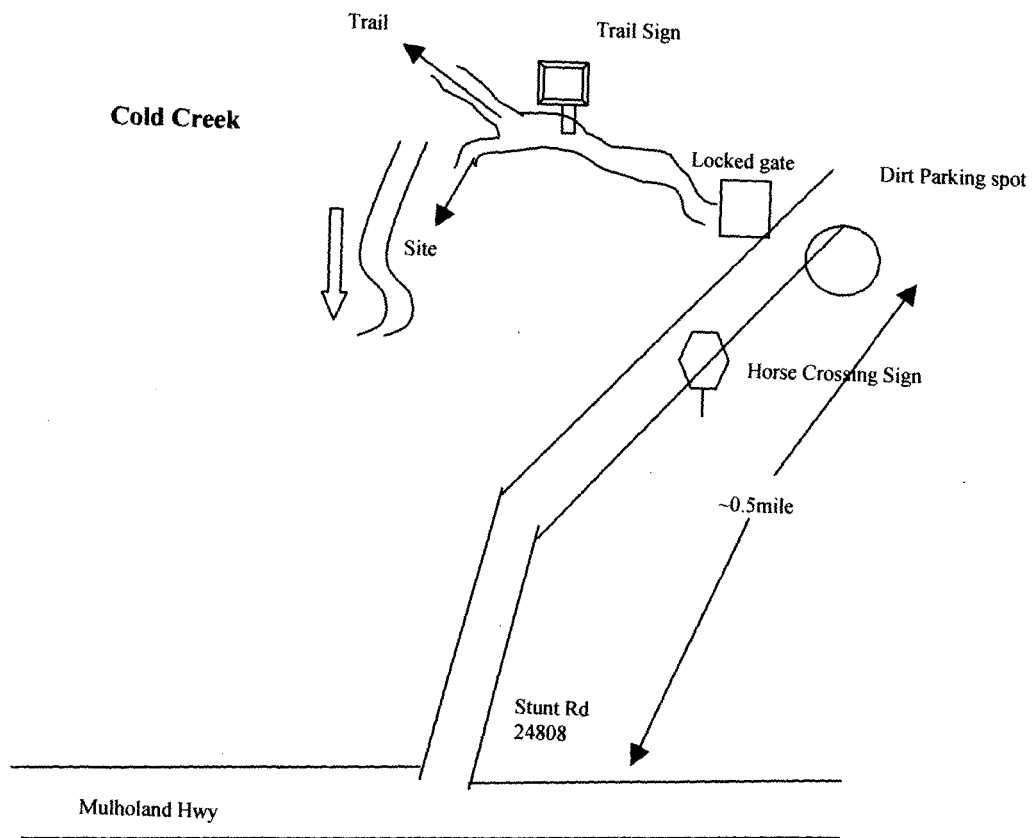 Trail
Trail Sign
Cold Creek
Locked gate
Dirt Parking spot
Site
Horse Crossing Sign
~0.5mile
Stunt Rd
24808
Mulholand Hwy